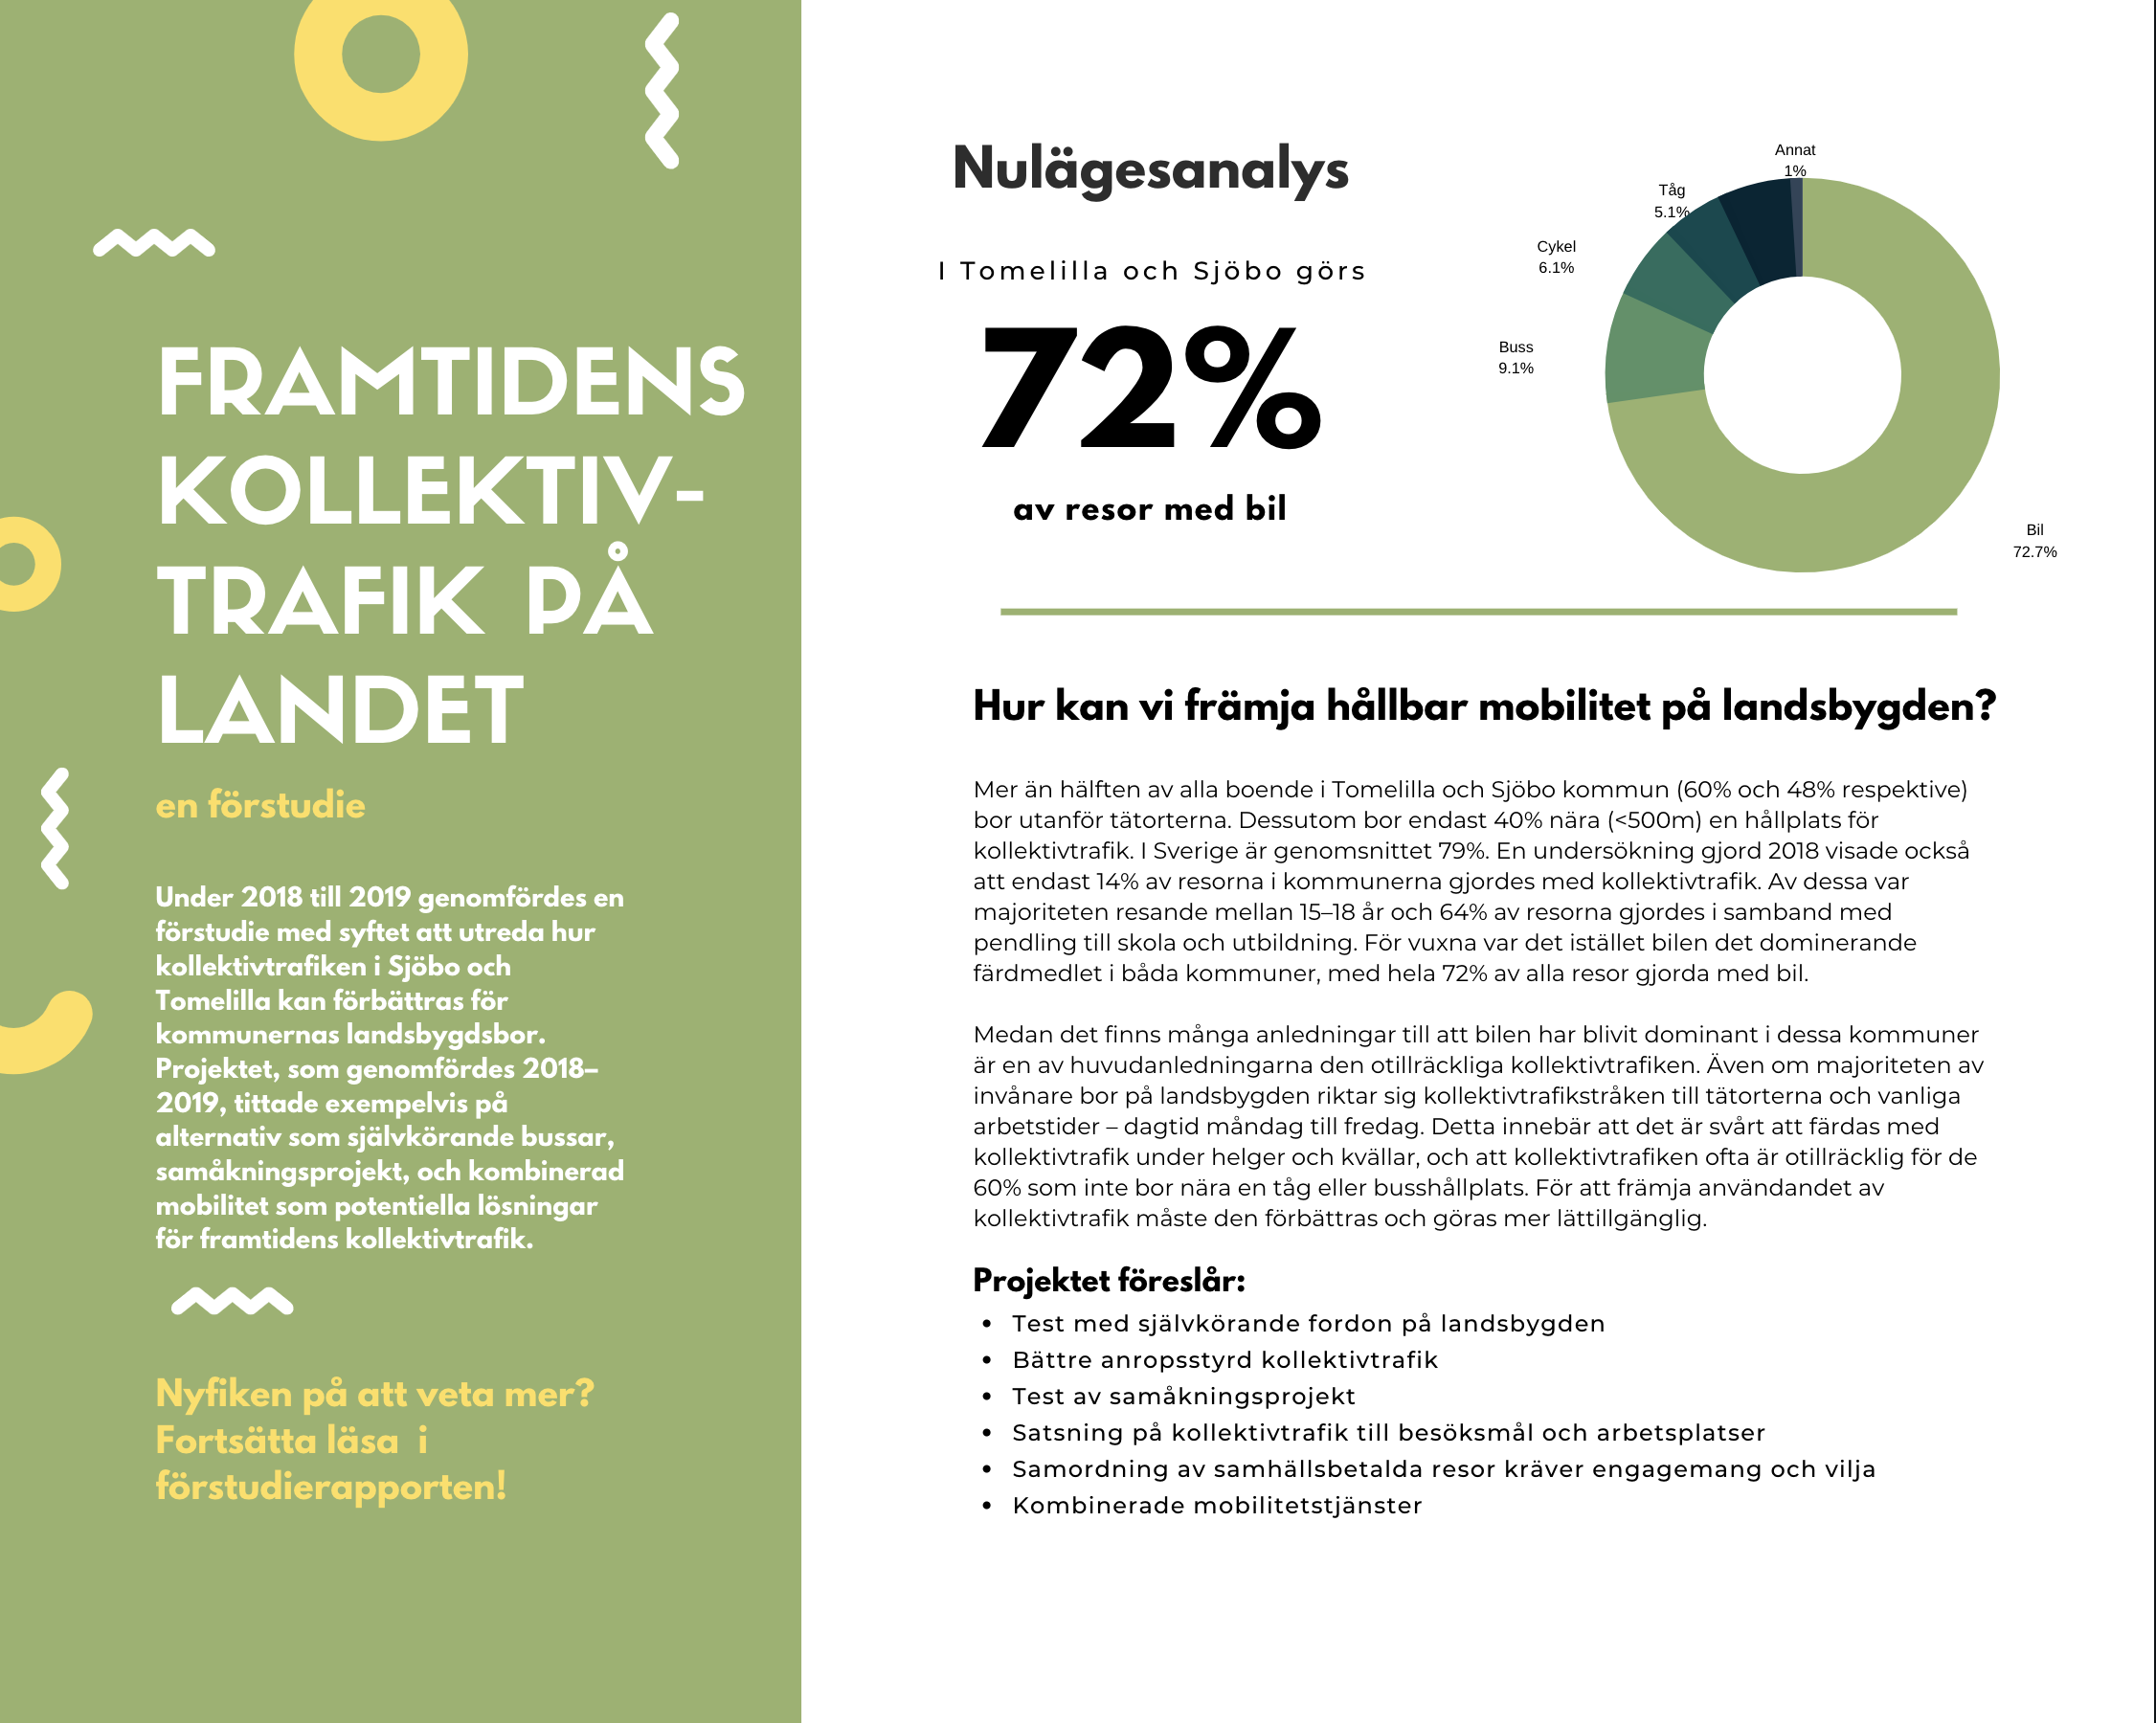 FRAMTIDENS
KOLLEKTIV-
TRAFIK PÅ
LANDET
en förstudie
Under 2018 till 2019 genomfördes en
förstudie med syftet att utreda hur
kollektivtrafiken i Sjöbo och
Tomelilla kan förbättras för
kommunernas landsbygdsbor.
Projektet, som genomfördes 2018–
2019, tittade exempelvis på
alternativ som självkörande bussar,
samåkningsprojekt, och kombinerad
mobilitet som potentiella lösningar
för framtidens kollektivtrafik.
Nyfiken på att veta mer?
Fortsätta läsa  i
förstudierapporten!
Nulägesanalys
I Tomelilla och Sjöbo görs
72%
av resor med bil
Annat
1%
Tåg
5.1%
Cykel
6.1%
Buss
9.1%
Bil
72.7%
Hur kan vi främja hållbar mobilitet på landsbygden?
Mer än hälften av alla boende i Tomelilla och Sjöbo kommun (60% och 48% respektive)
bor utanför tätorterna. Dessutom bor endast 40% nära (<500m) en hållplats för
kollektivtrafik. I Sverige är genomsnittet 79%. En undersökning gjord 2018 visade också
att endast 14% av resorna i kommunerna gjordes med kollektivtrafik. Av dessa var
majoriteten resande mellan 15–18 år och 64% av resorna gjordes i samband med
pendling till skola och utbildning. För vuxna var det istället bilen det dominerande
färdmedlet i båda kommuner, med hela 72% av alla resor gjorda med bil.
Medan det finns många anledningar till att bilen har blivit dominant i dessa kommuner
är en av huvudanledningarna den otillräckliga kollektivtrafiken. Även om majoriteten av
invånare bor på landsbygden riktar sig kollektivtrafikstråken till tätorterna och vanliga
arbetstider – dagtid måndag till fredag. Detta innebär att det är svårt att färdas med
kollektivtrafik under helger och kvällar, och att kollektivtrafiken ofta är otillräcklig för de
60% som inte bor nära en tåg eller busshållplats. För att främja användandet av
kollektivtrafik måste den förbättras och göras mer lättillgänglig.
Projektet föreslår:
• Test med självkörande fordon på landsbygden
• Bättre anropsstyrd kollektivtrafik
• Test av samåkningsprojekt
• Satsning på kollektivtrafik till besöksmål och arbetsplatser
• Samordning av samhällsbetalda resor kräver engagemang och vilja
• Kombinerade mobilitetstjänster